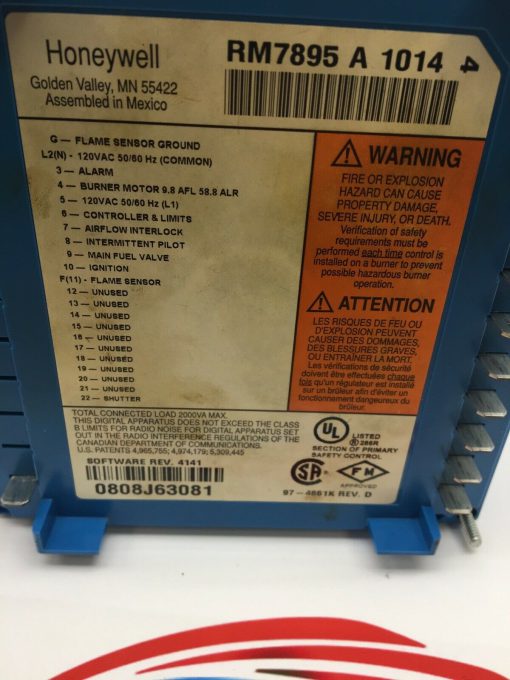 Honeywell
Golden Valley, MN 55422
Assembled in Mexico
RM7895 A 1014 4
G — FLAME SENSOR GROUND
L2(N) - 120VAC 50/60 Hz (COMMON)
3 — ALARM
4 — BURNER MOTOR 9.8 AFL 58.8 ALR
5 — 120VAC 50/60 Hz (L1)
6 — CONTROLLER & LIMITS
7 — AIRFLOW INTERLOCK
8 — INTERMITTENT PILOT
9 — MAIN FUEL VALVE
10 — IGNITION
F(11) - FLAME SENSOR
12 — UNUSED
13 — UNUSED
14 — UNUSED
15 — UNUSED
16 — UNUSED
17 — UNUSED
18 — UNUSED
19 — UNUSED
20 — UNUSED
21 — UNUSED
22 — SHUTTER
WARNING
FIRE OR EXPLOSION
HAZARD CAN CAUSE
PROPERTY DAMAGE,
SEVERE INJURY, OR DEATH.
Verification of safety
requirements must be
performed each time control is
installed on a burner to prevent
possible hazardous burner
operation.
ATTENTION
LES RISQUES DE FEU OU
D'EXPLOSION PEUVENT
CAUSER DES DOMMAGES,
DES BLESSURES GRAVES,
OU ENTRAÎNER LA MORT.
Les vérifications de sécurité
doivent être effectuées chaque
fois qu'un régulateur est installé
sur un brûleur afin d'éviter un
fonctionnement dangereux du
brûleur.
TOTAL CONNECTED LOAD 2000VA MAX.
THIS DIGITAL APPARATUS DOES NOT EXCEED THE CLASS
B LIMITS FOR RADIO NOISE FOR DIGITAL APPARATUS SET
OUT IN THE RADIO INTERFERENCE REGULATIONS OF THE
CANADIAN DEPARTMENT OF COMMUNICATIONS.
U.S. PATENTS 4,965,755; 4,974,179; 5,309,445
SOFTWARE REV. 4141
0808J63081
UL LISTED
286R
SECTION OF PRIMARY
SAFETY CONTROL
SA
FM
APPROVED
97-4661K REV. D